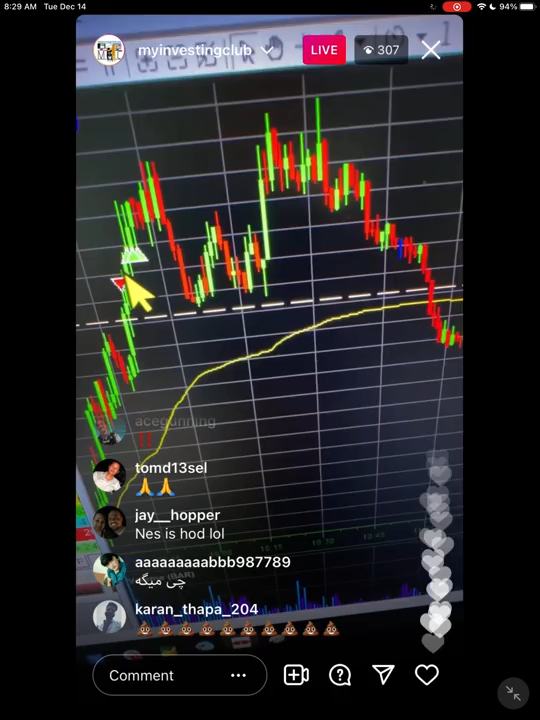 8:29 AM Tue Dec 14
94%
myinvestingclub
LIVE
307
acegunning
‼️
tomd13sel
🙏🙏
jay__hopper
Nes is hod lol
aaaaaaaaabbb987789
چی میگه
karan_thapa_204
💩💩💩💩💩💩💩💩💩💩
Comment